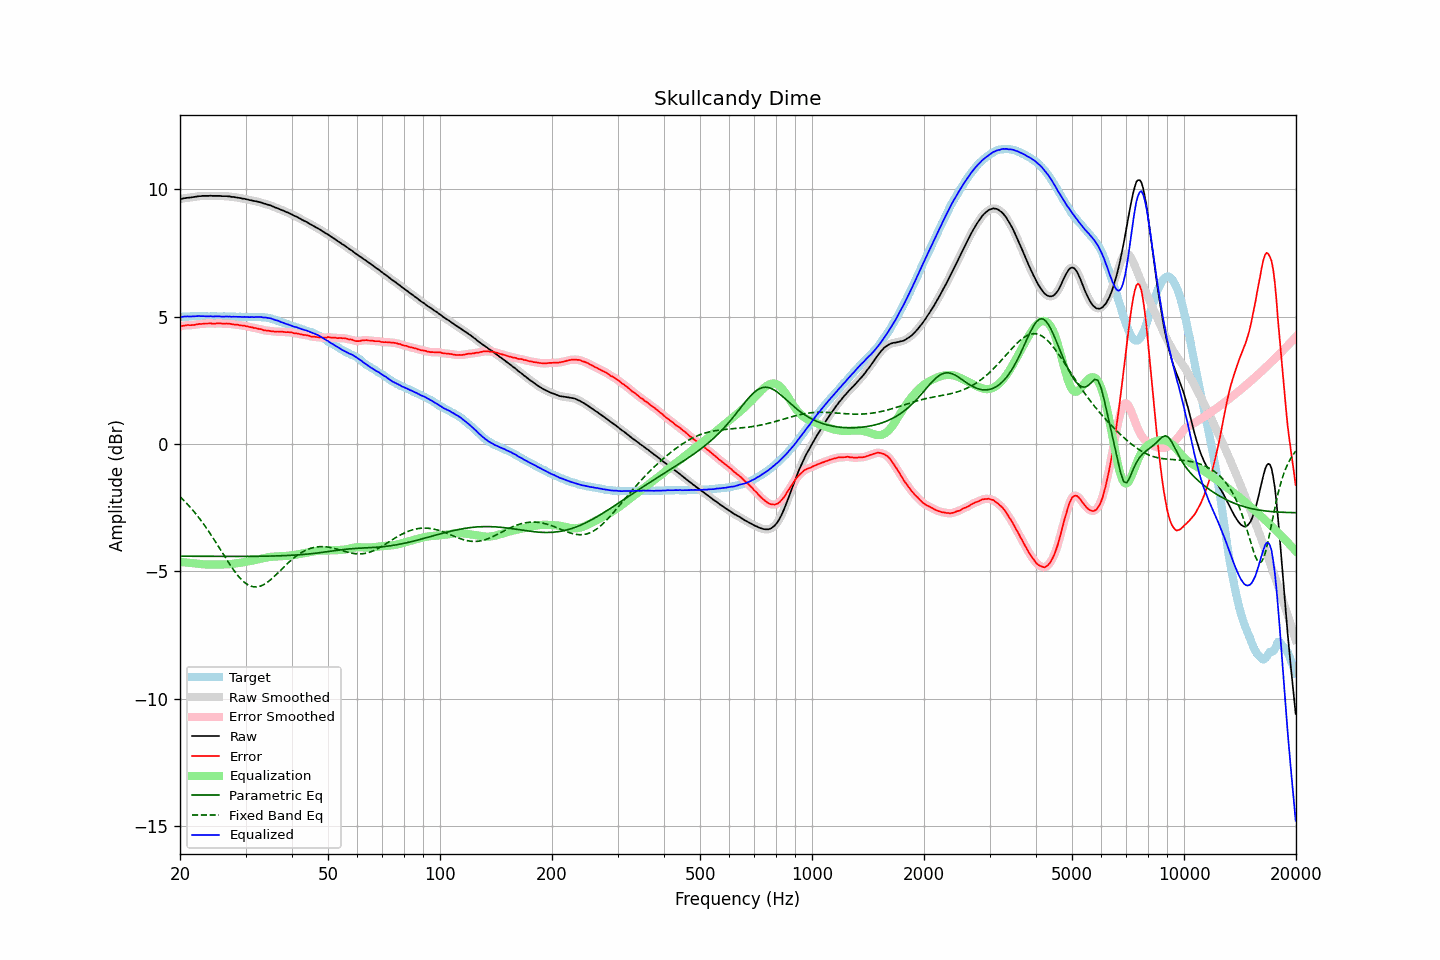 Skullcandy Dime
Amplitude (dBr)
10
5
0
−5
−10
−15
Target
Raw Smoothed
Error Smoothed
Raw
Error
Equalization
Parametric Eq
Fixed Band Eq
Equalized
20 50 100 200 500 1000 2000 5000 10000 20000
Frequency (Hz)